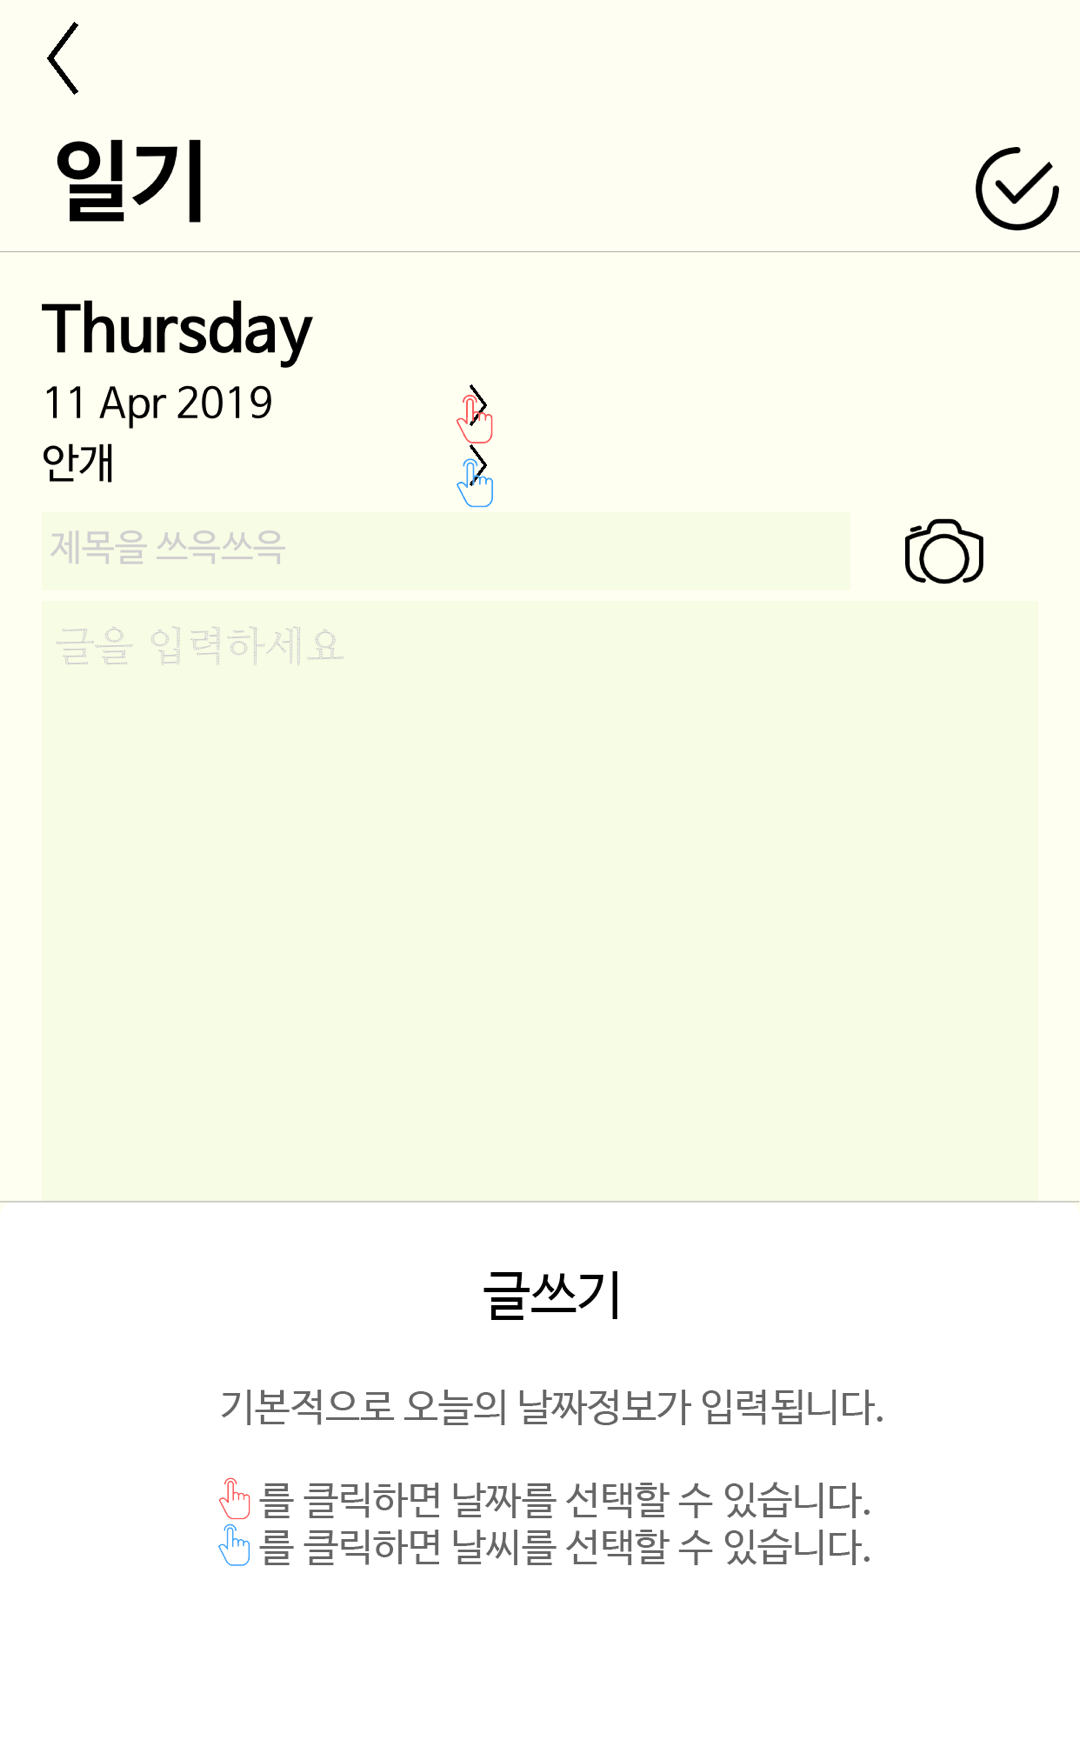 일기
Thursday
11 Apr 2019
안개
제목을 쓰윽쓰윽
글을 입력하세요
글쓰기
기본적으로 오늘의 날짜정보가 입력됩니다.
를 클릭하면 날짜를 선택할 수 있습니다.
를 클릭하면 날씨를 선택할 수 있습니다.